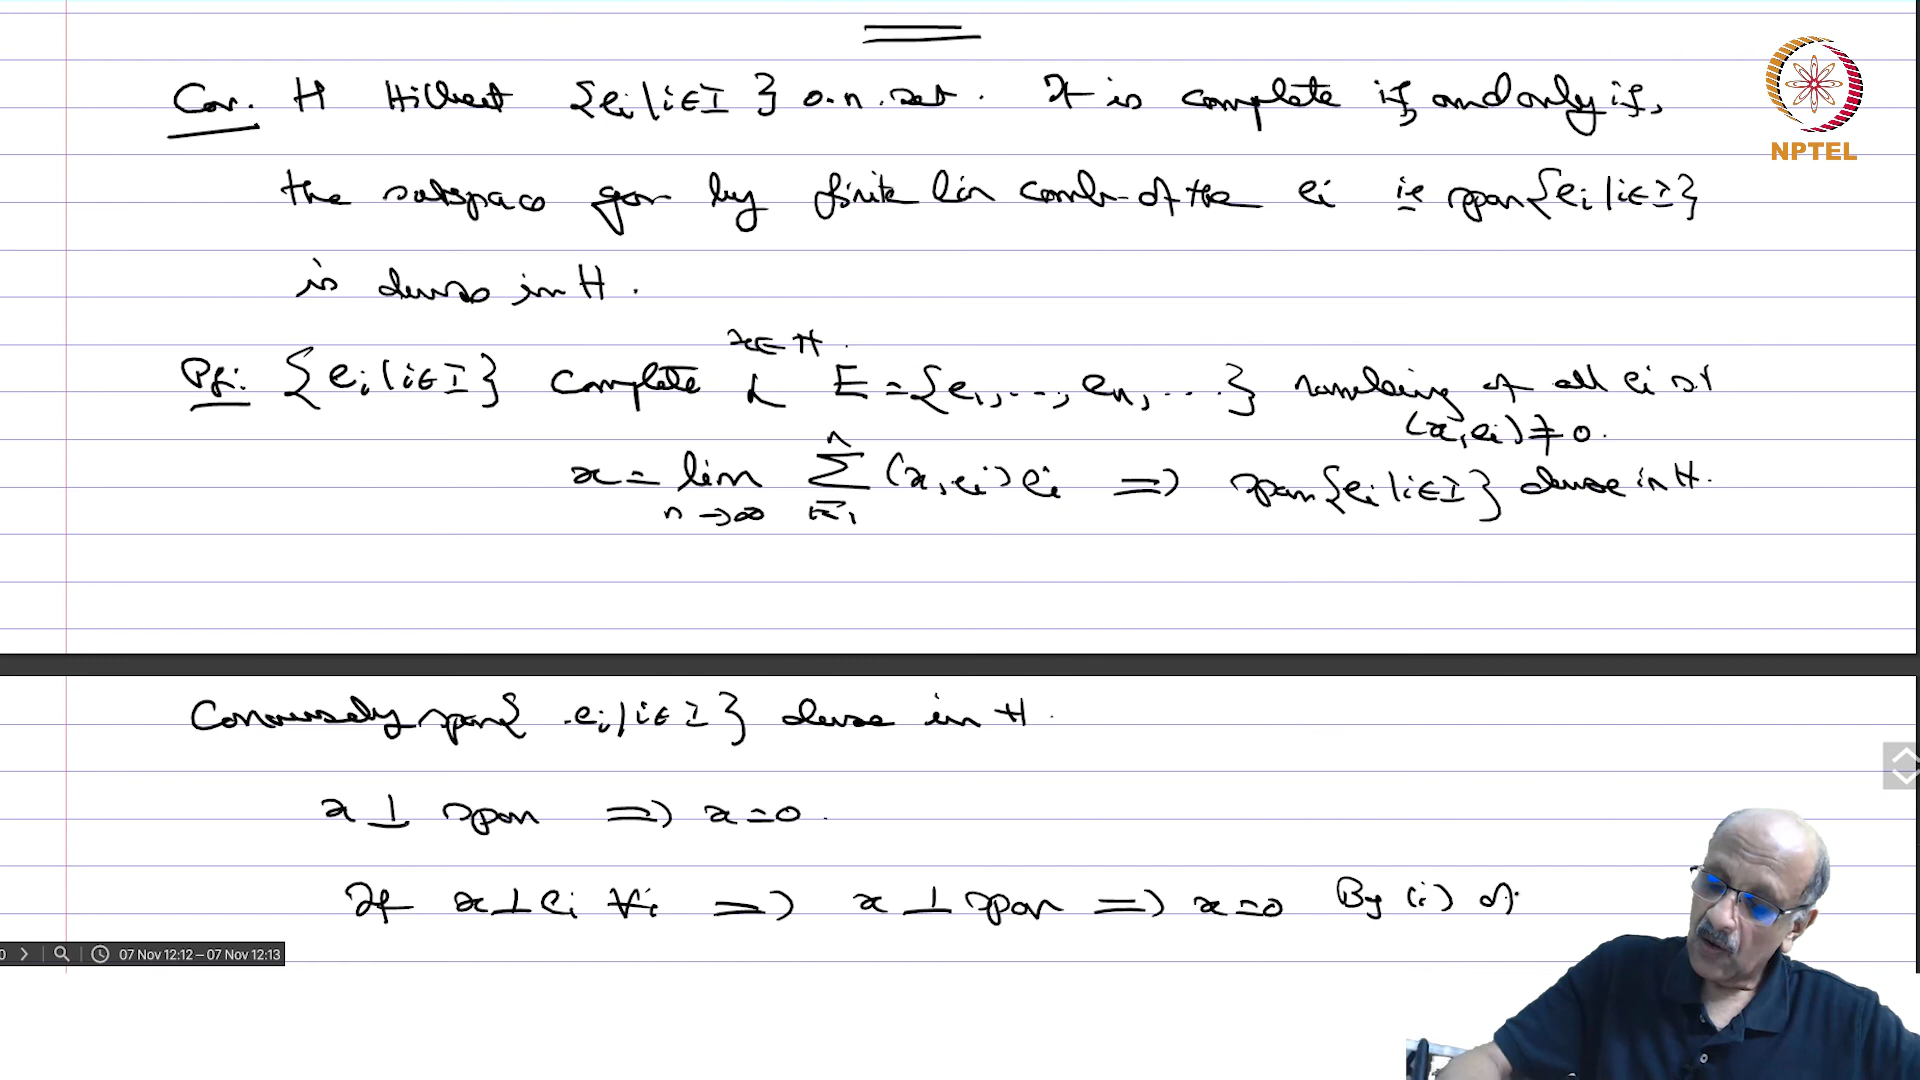 Cor. H Hilbert {ei | i∈I} o.n. set. It is complete if, and only if,
NPTEL
the subspace gen by finite lin comb. of the ei ie span{ei | i∈I}
is dense in H.
x∈H.
Pf: {ei | i∈I} complete E = {e1, ..., en, ...} numbering of all ei s.t
(x, ei) ≠ 0.
x = lim n→∞ Σ i=1 n (x, ei) ei ⇒ span{ei | i∈I} dense in H.
Conversely span{ei | i∈I} dense in H.
x ⊥ span ⇒ x = 0.
If x ⊥ ei ∀i ⇒ x ⊥ span ⇒ x = 0 By (i) of
07 Nov 12:12 – 07 Nov 12:13